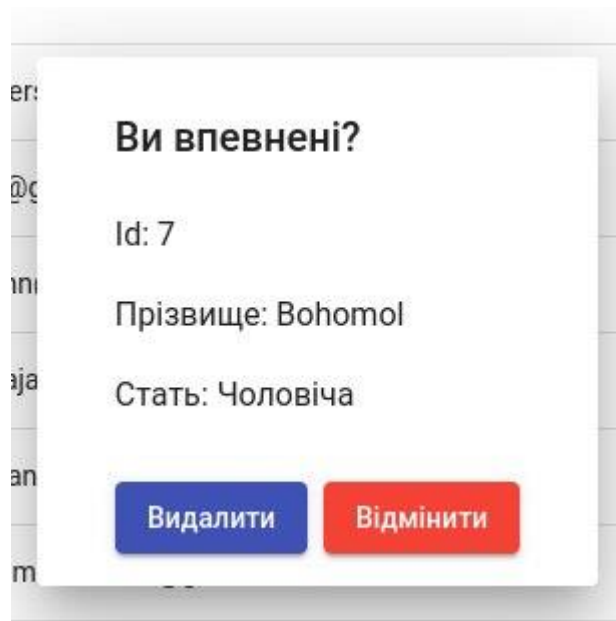 Ви впевнені?
Id: 7
Прізвище: Bohomol
Стать: Чоловіча
Видалити
Відмінити